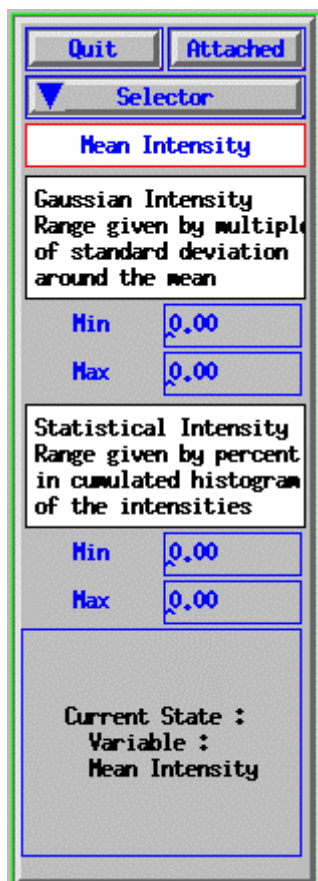 Quit Attached
Selector
Mean Intensity
Gaussian Intensity
Range given by multipl
of standard deviation
around the mean
Min 0.00
Max 0.00
Statistical Intensity
Range given by percent
in cumulated histogram
of the intensities
Min 0.00
Max 0.00
Current State :
Variable :
Mean Intensity